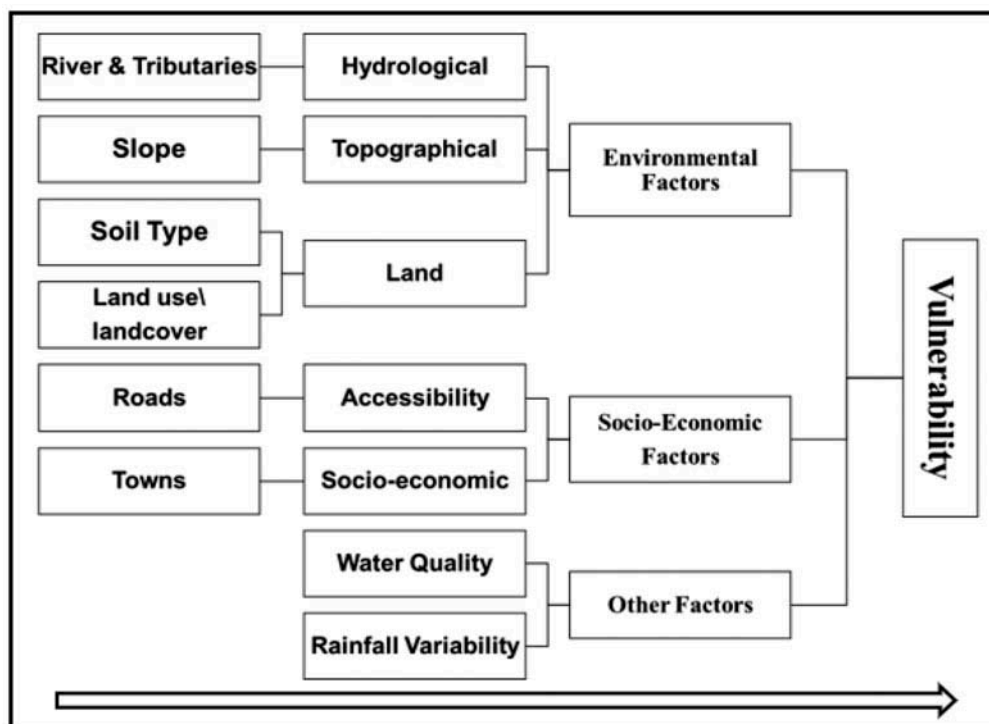 River & Tributaries
Hydrological
Slope
Topographical
Environmental
Factors
Soil Type
Land
Land use\
landcover
Vulnerability
Roads
Accessibility
Socio-Economic
Factors
Towns
Socio-economic
Water Quality
Other Factors
Rainfall Variability